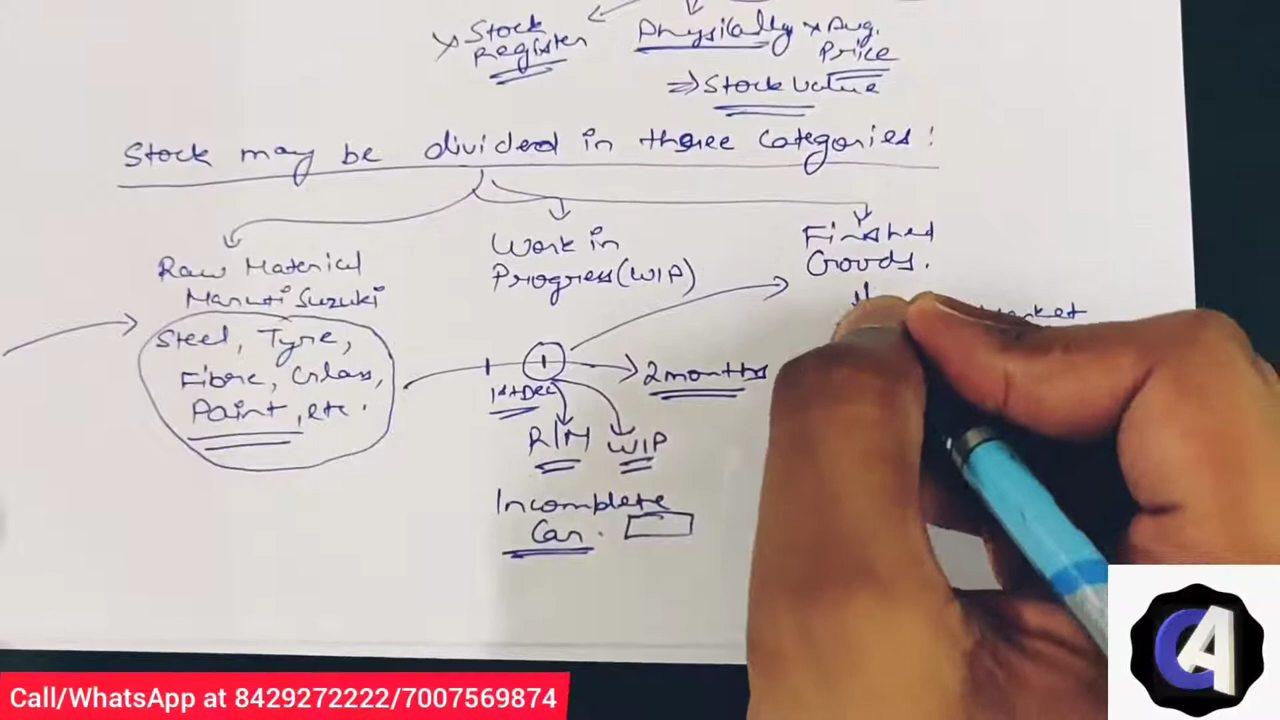 Stock
Register
Physically x Avg.
Price
=> Stock Value
Stock may be divided in three categories:
Raw Material
Maruti Suzuki
Steel, Tyre,
Fibre, Glass,
Paint, etc.
Work in
Progress (WIP)
1st Dec
2 months
R/M WIP
Incomplete
Car.
Finished
Goods.
CA
Call/WhatsApp at 8429272222/7007569874